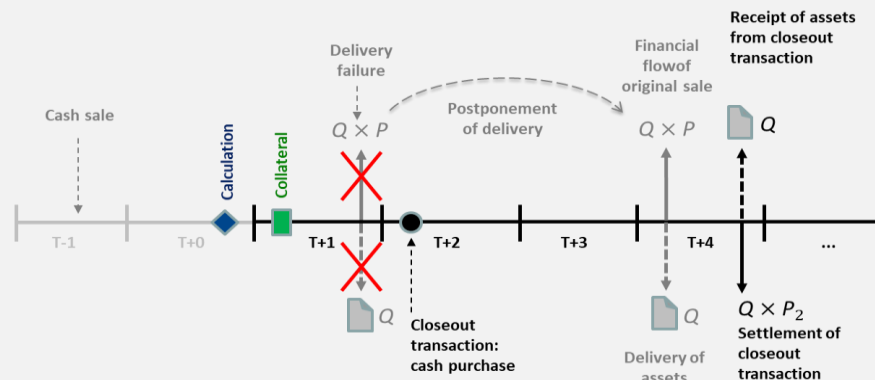 Receipt of assets
from closeout
transaction
Delivery
failure
Financial
flowof
original sale
Cash sale
Postponement
of delivery
Calculation
Collateral
Q × P
Q × P
Q
T-1
T+0
T+1
T+2
T+3
T+4
...
Q
Q
Q × P₂
Closeout
transaction:
cash purchase
Delivery of
assets
Settlement of
closeout
transaction